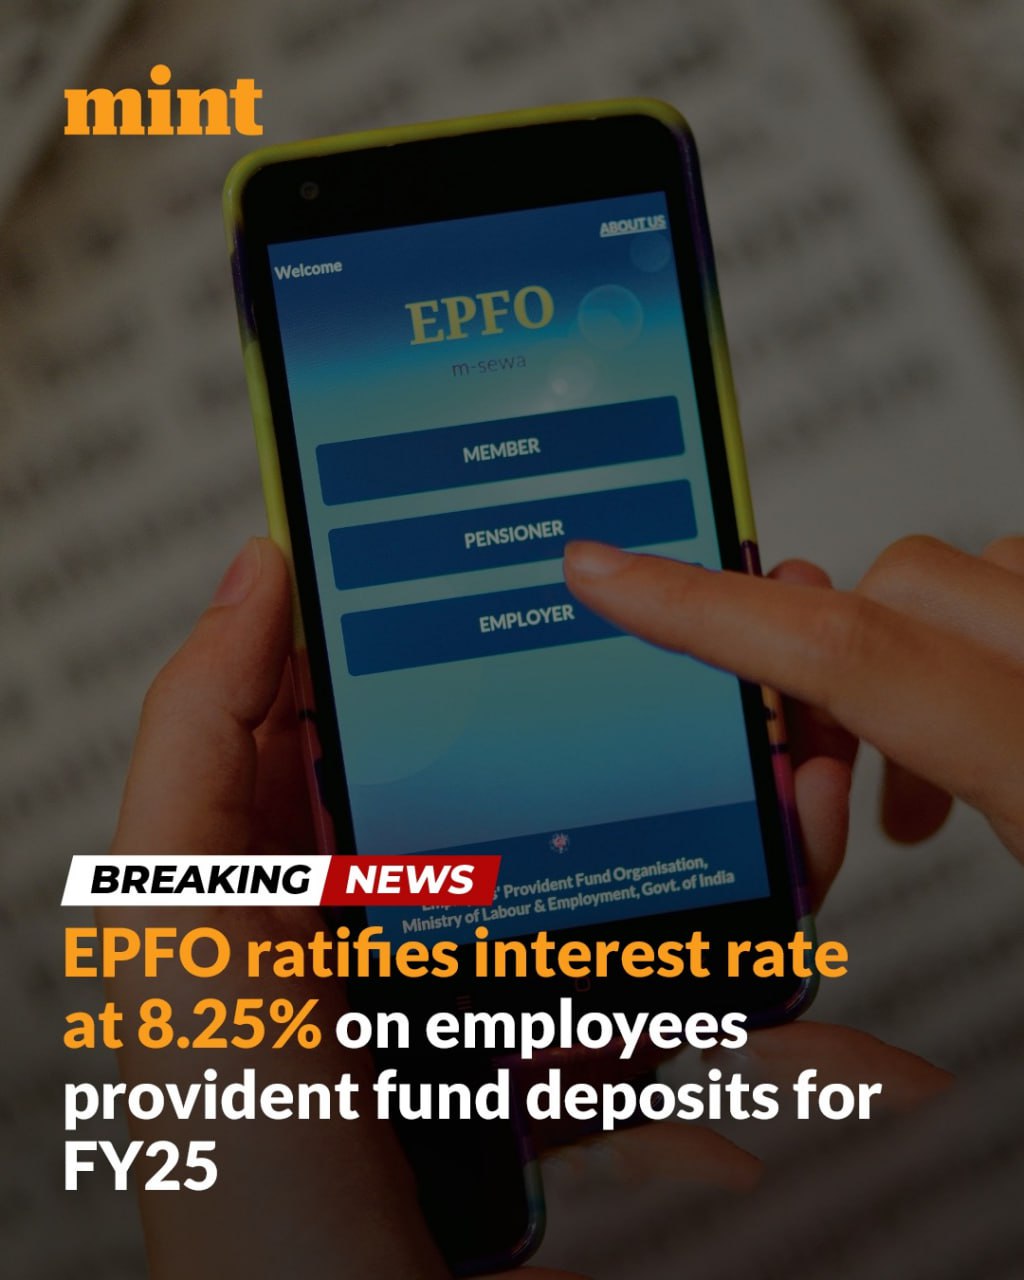 mint
Welcome
ABOUT US
EPFO
m-sewa
MEMBER
PENSIONER
EMPLOYER
Provident Fund Organisation,
Ministry of Labour & Employment, Govt. of India
BREAKING NEWS
EPFO ratifies interest rate
at 8.25% on employees
provident fund deposits for
FY25